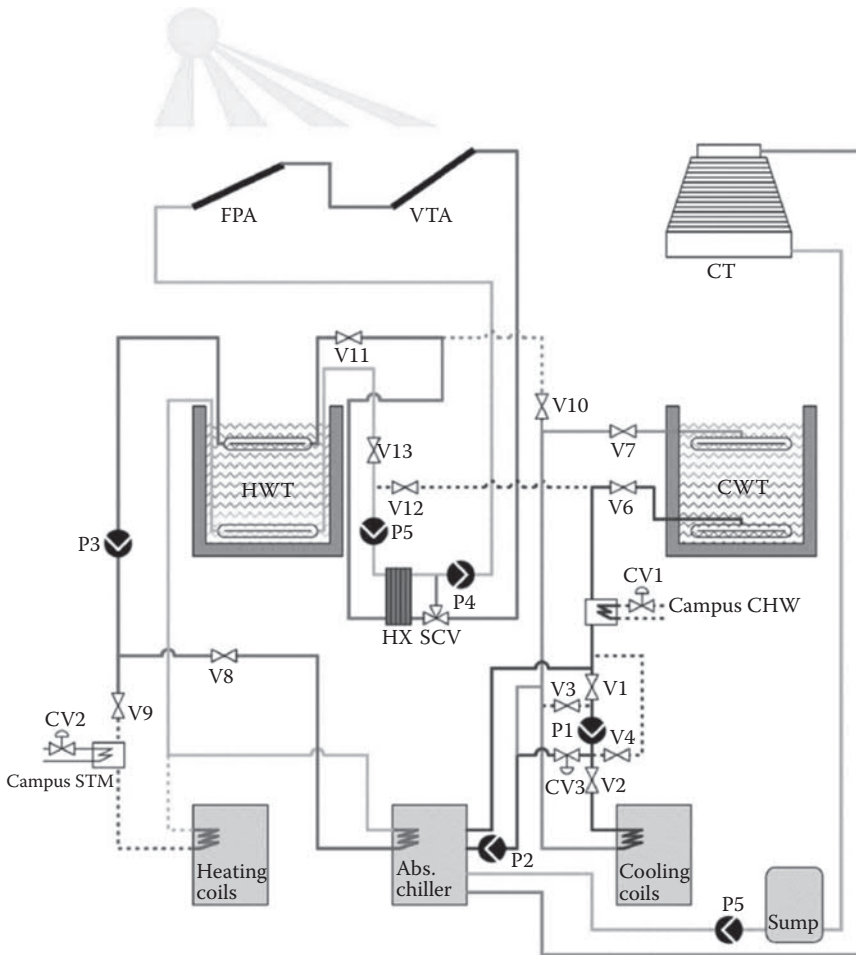 FPA
VTA
CT
V11
V10
V7
V13
HWT
V12
V6
CWT
P3
P5
CV1
P4
Campus CHW
HX SCV
V8
V3
V1
V9
P1
V4
CV2
CV3
V2
Campus STM
P2
Heating
coils
Abs.
chiller
Cooling
coils
P5
Sump